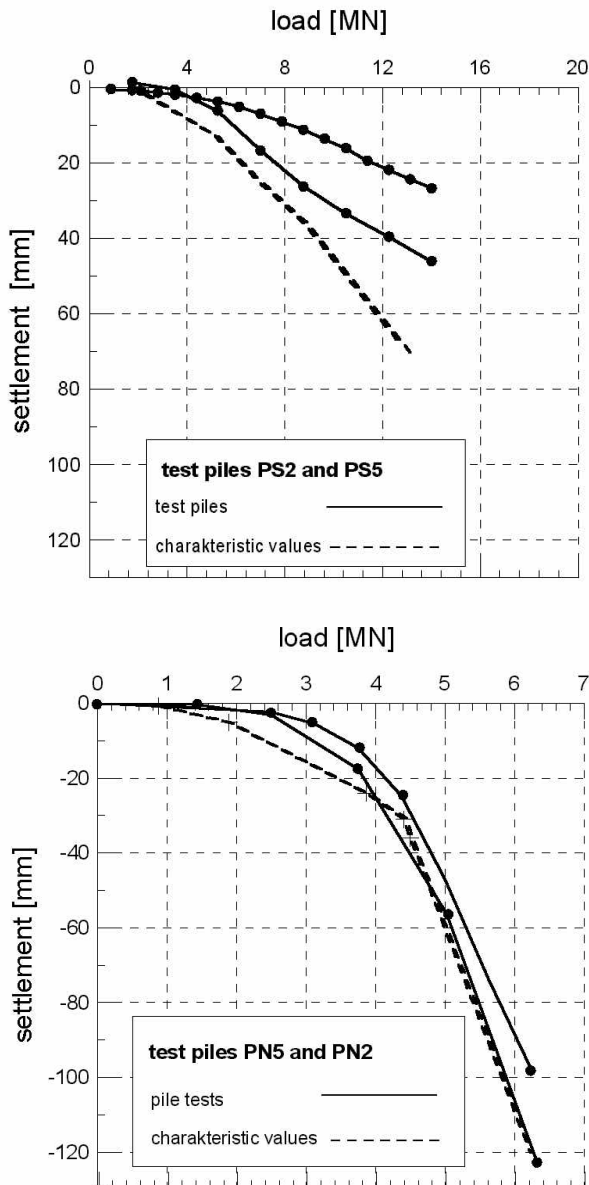 load [MN]
0 4 8 12 16 20
0
20
40
60
80
100
120
settlement [mm]
test piles PS2 and PS5
test piles
charakteristic values
load [MN]
0 1 2 3 4 5 6 7
0
-20
-40
-60
-80
-100
-120
settlement [mm]
test piles PN5 and PN2
pile tests
charakteristic values